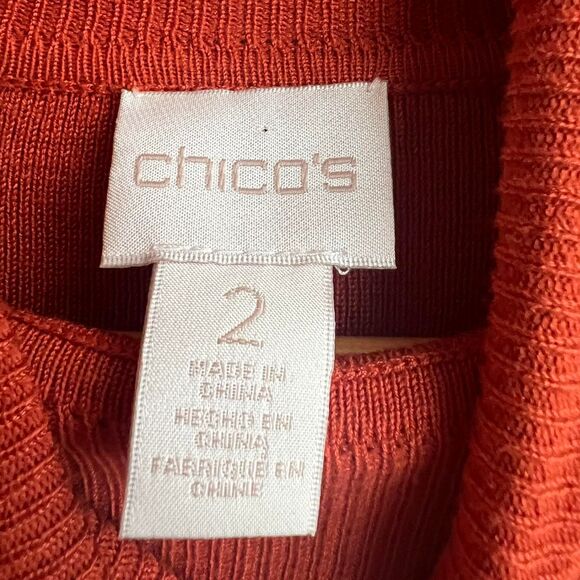 chico's
2
MADE IN
CHINA
HECHO EN
CHINA
FABRIQUE EN
CHINE